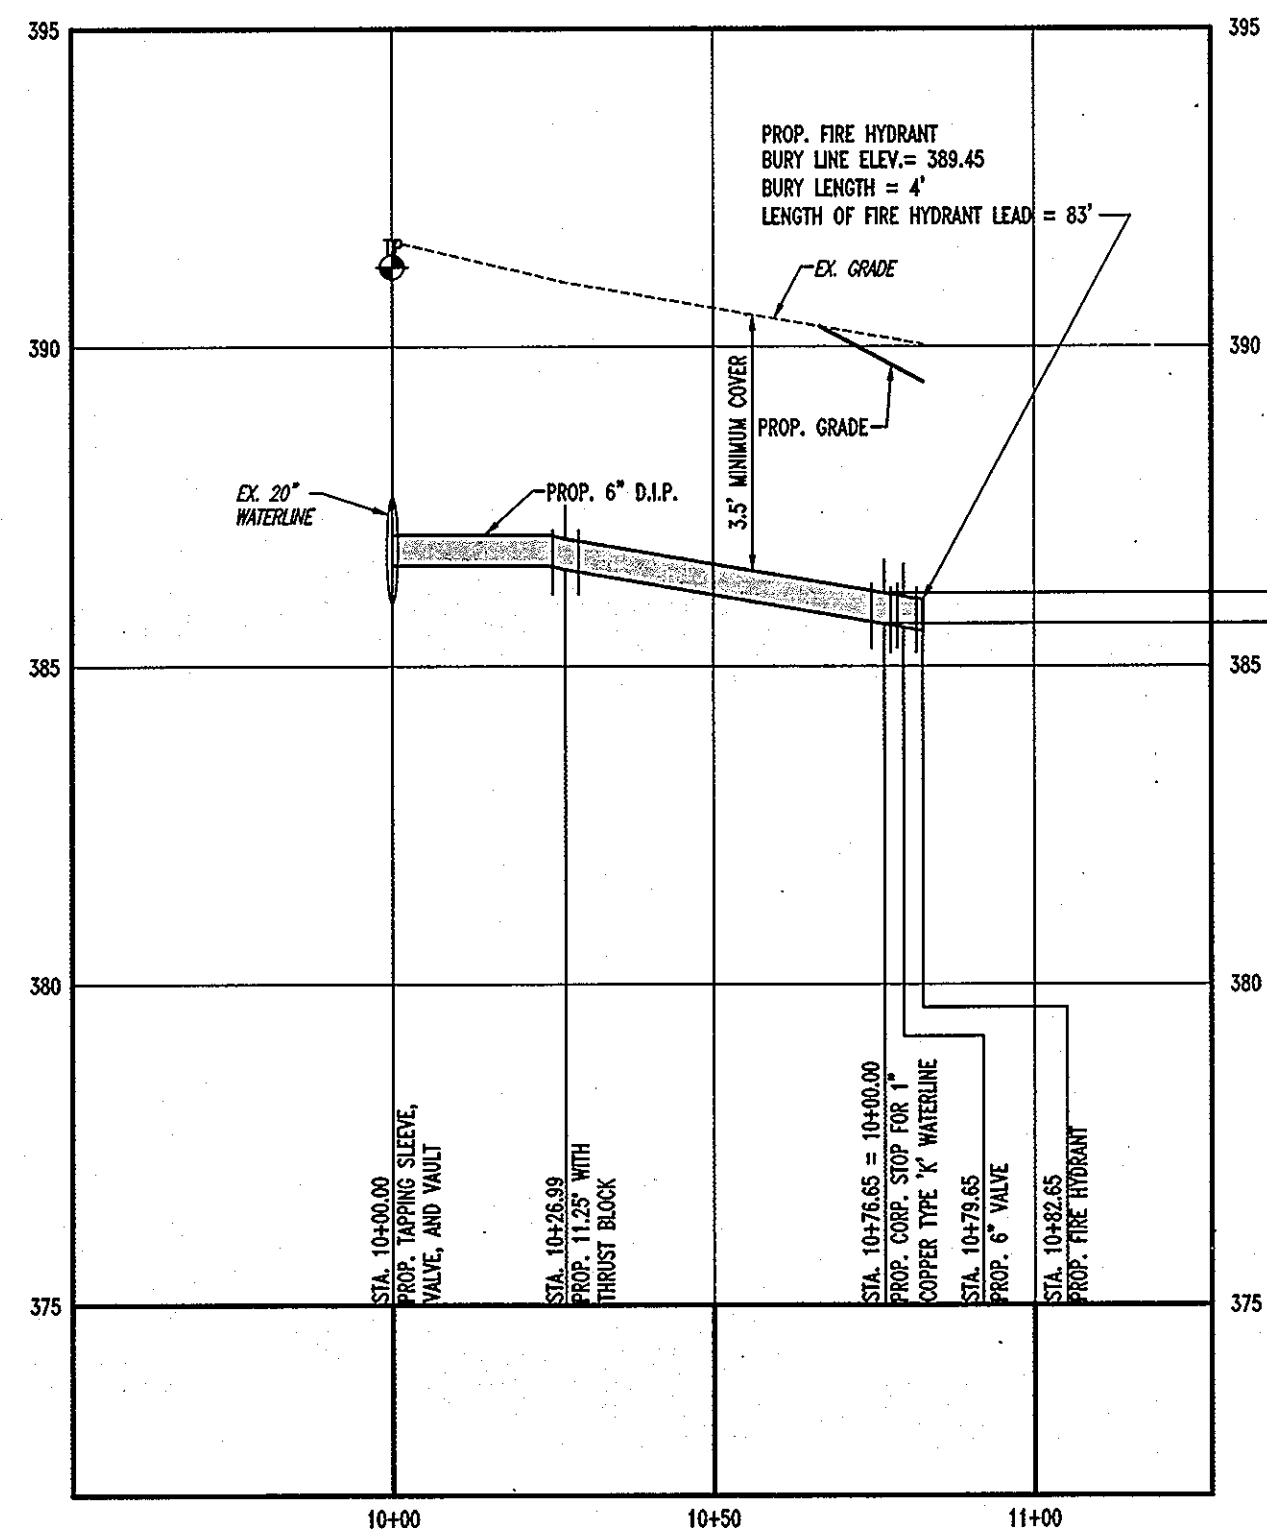 395
395
PROP. FIRE HYDRANT
BURY LINE ELEV.= 389.45
BURY LENGTH = 4'
LENGTH OF FIRE HYDRANT LEAD = 83'
TP
EX. GRADE
390
390
3.5' MINIMUM COVER
PROP. GRADE
EX. 20"
WATERLINE
PROP. 6" D.I.P.
385
385
380
380
STA. 10+00.00
PROP. TAPPING SLEEVE,
VALVE, AND VAULT
STA. 10+26.99
PROP. 11.25° WITH
THRUST BLOCK
STA. 10+76.65 = 10+00.00
PROP. CORP. STOP FOR 1"
COPPER TYPE 'K' WATERLINE
STA. 10+79.65
PROP. 6" VALVE
STA. 10+82.65
PROP. FIRE HYDRANT
375
375
10+00
10+50
11+00